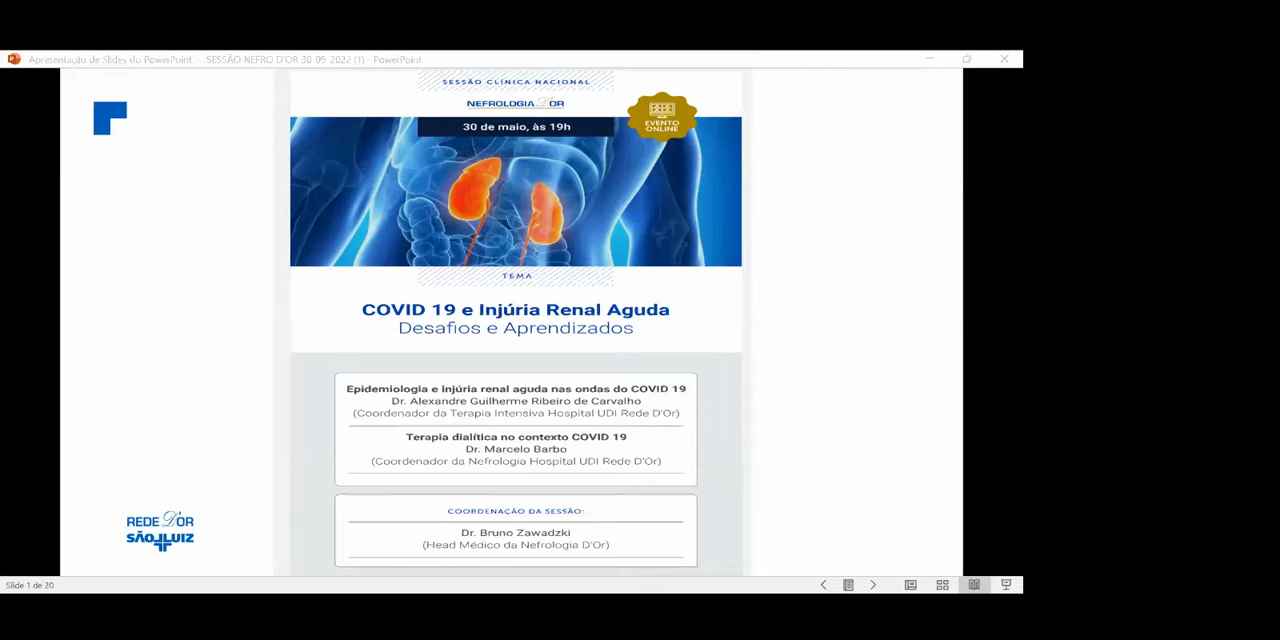 Apresentação de Slides do PowerPoint - SESSÃO NEFRO D'OR 30 05 2022 (1) - PowerPoint
SESSÃO CLÍNICA NACIONAL
NEFROLOGIA D'OR
30 de maio, às 19h
EVENTO
ONLINE
TEMA
COVID 19 e Injúria Renal Aguda
Desafios e Aprendizados
Epidemiologia e injúria renal aguda nas ondas do COVID 19
Dr. Alexandre Guilherme Ribeiro de Carvalho
(Coordenador da Terapia Intensiva Hospital UDI Rede D'Or)
Terapia dialítica no contexto COVID 19
Dr. Marcelo Barbo
(Coordenador da Nefrologia Hospital UDI Rede D'Or)
COORDENAÇÃO DA SESSÃO:
Dr. Bruno Zawadzki
(Head Médico da Nefrologia D'Or)
REDE D'OR
SÃO LUIZ
Slide 1 de 20